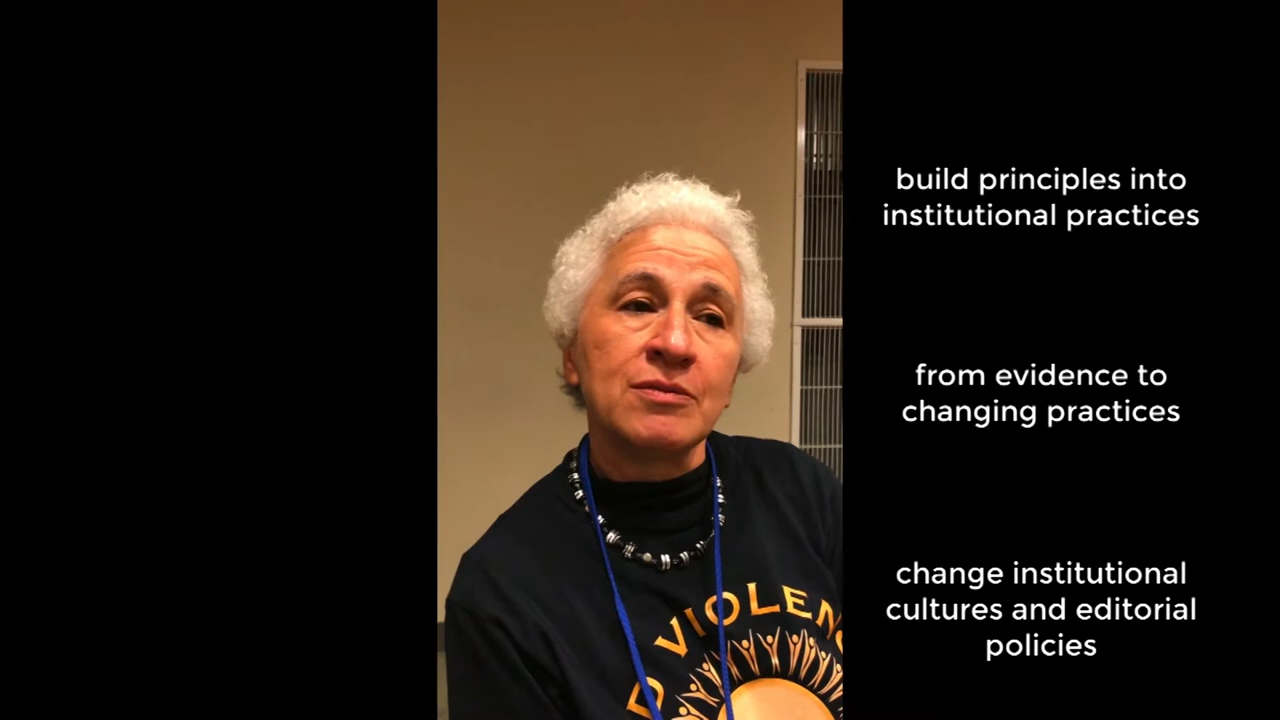 build principles into
institutional practices
from evidence to
changing practices
change institutional
cultures and editorial
policies